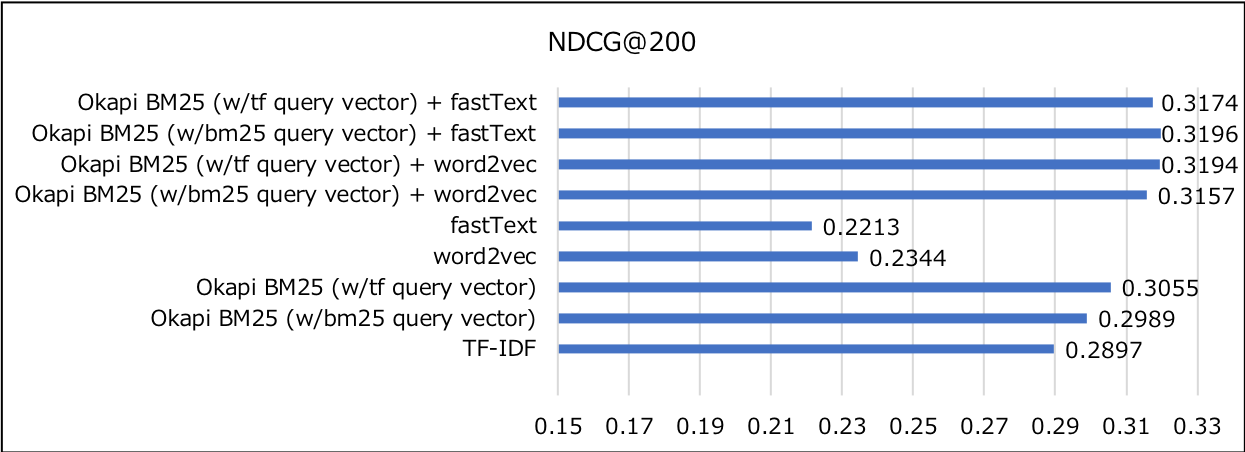 NDCG@200
Okapi BM25 (w/tf query vector) + fastText 0.3174
Okapi BM25 (w/bm25 query vector) + fastText 0.3196
Okapi BM25 (w/tf query vector) + word2vec 0.3194
Okapi BM25 (w/bm25 query vector) + word2vec 0.3157
fastText 0.2213
word2vec 0.2344
Okapi BM25 (w/tf query vector) 0.3055
Okapi BM25 (w/bm25 query vector) 0.2989
TF-IDF 0.2897
0.15 0.17 0.19 0.21 0.23 0.25 0.27 0.29 0.31 0.33